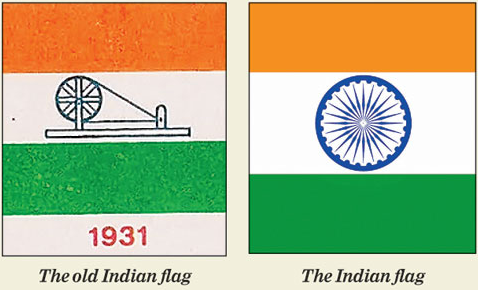 1931
The old Indian flag
The Indian flag